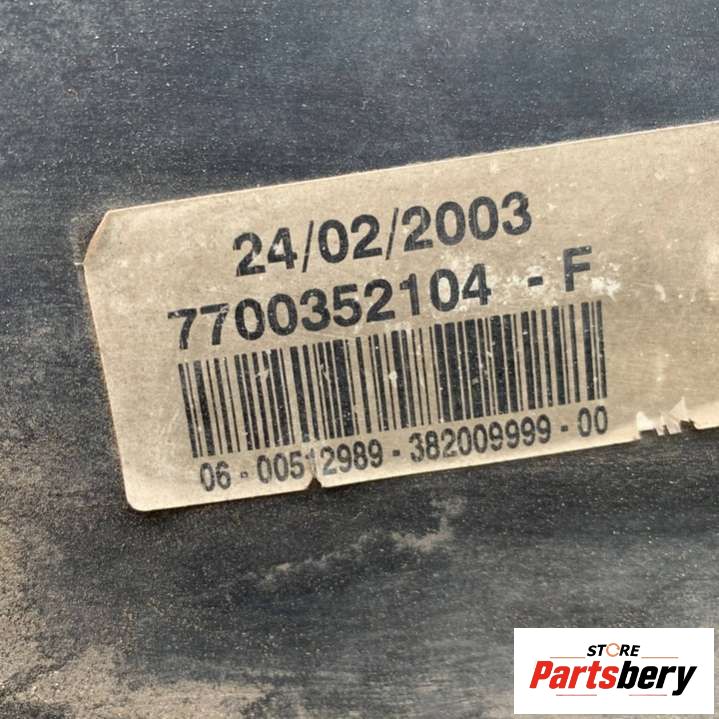 24/02/2003
7700352104 - F
06 - 00512989 - 382009999 - 00
STORE
Partsbery